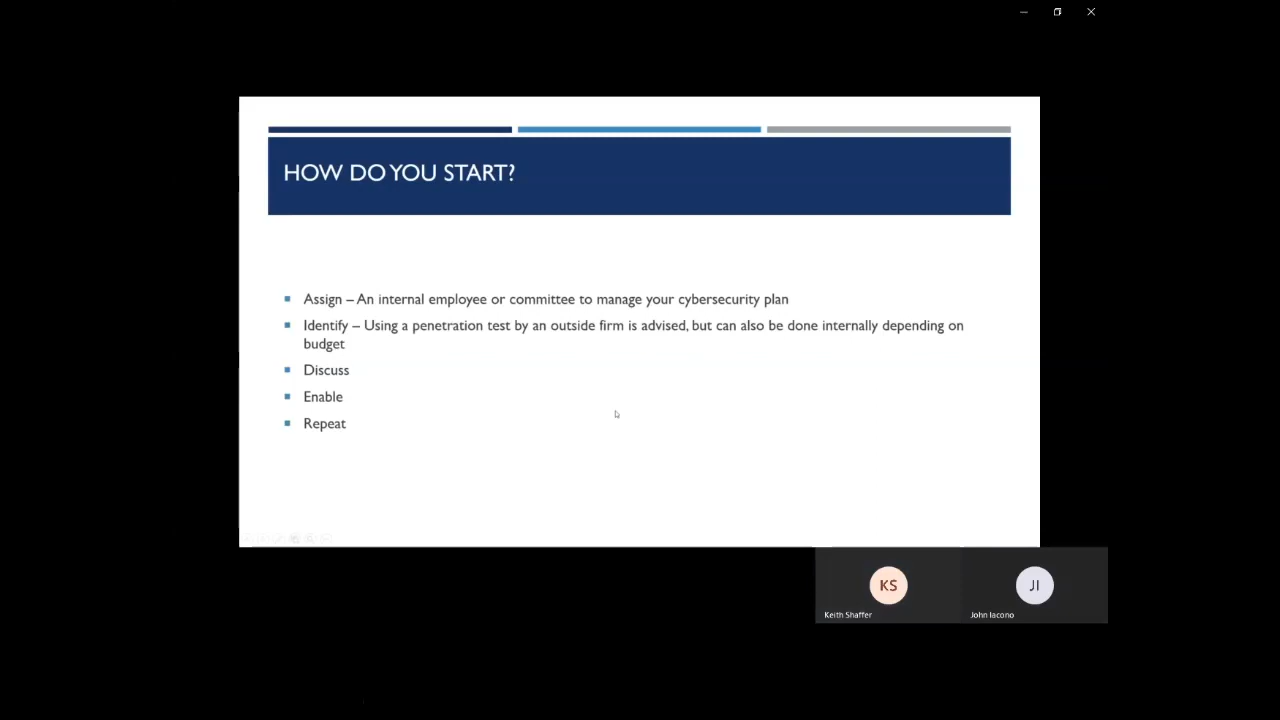 HOW DO YOU START?
Assign – An internal employee or committee to manage your cybersecurity plan
Identify – Using a penetration test by an outside firm is advised, but can also be done internally depending on
budget
Discuss
Enable
Repeat
KS
JI
Keith Shaffer
John Iacono